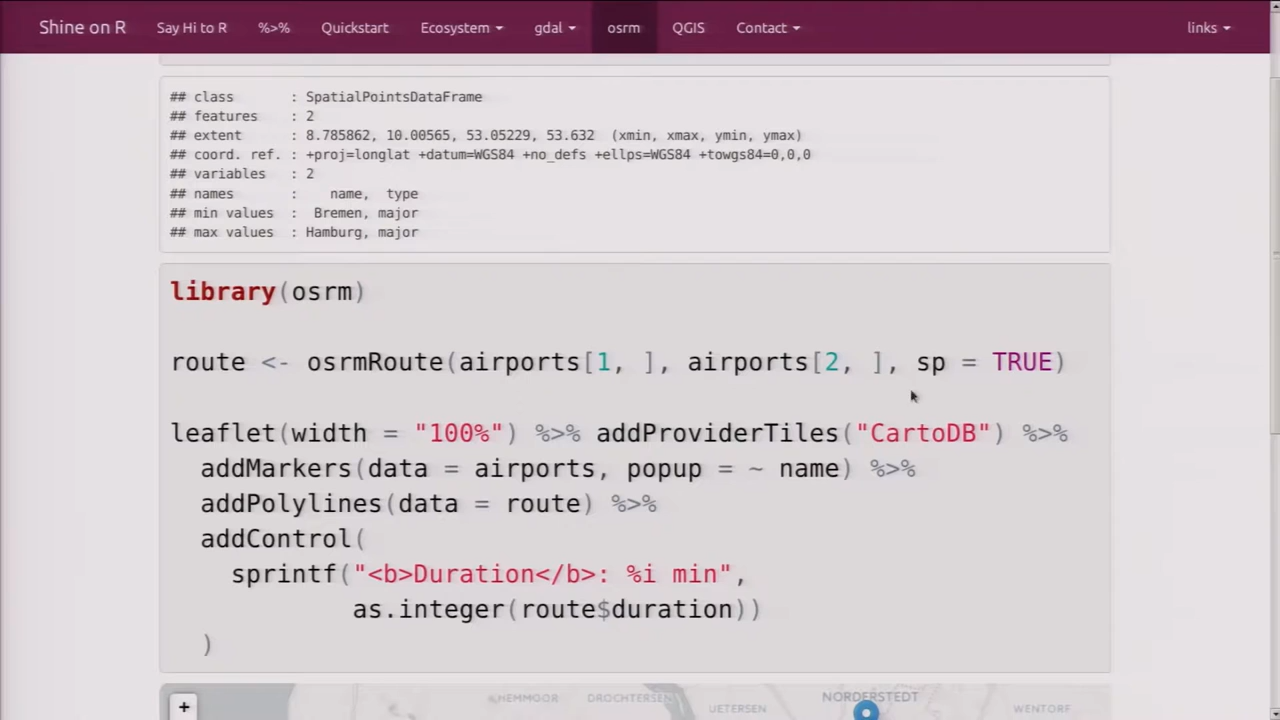 Shine on R Say Hi to R %>% Quickstart Ecosystem gdal osrm QGIS Contact links
## class       : SpatialPointsDataFrame
## features    : 2
## extent      : 8.785862, 10.00565, 53.05229, 53.632  (xmin, xmax, ymin, ymax)
## coord. ref. : +proj=longlat +datum=WGS84 +no_defs +ellps=WGS84 +towgs84=0,0,0
## variables   : 2
## names       :    name,  type
## min values  :  Bremen, major
## max values  : Hamburg, major
library(osrm)
route <- osrmRoute(airports[1, ], airports[2, ], sp = TRUE)
leaflet(width = "100%") %>% addProviderTiles("CartoDB") %>%
  addMarkers(data = airports, popup = ~ name) %>%
  addPolylines(data = route) %>%
  addControl(
    sprintf("<b>Duration</b>: %i min",
            as.integer(route$duration))
  )
+ HEMMOOR DROCHTERSEN UETERSEN NORDERSTEDT WENTORF